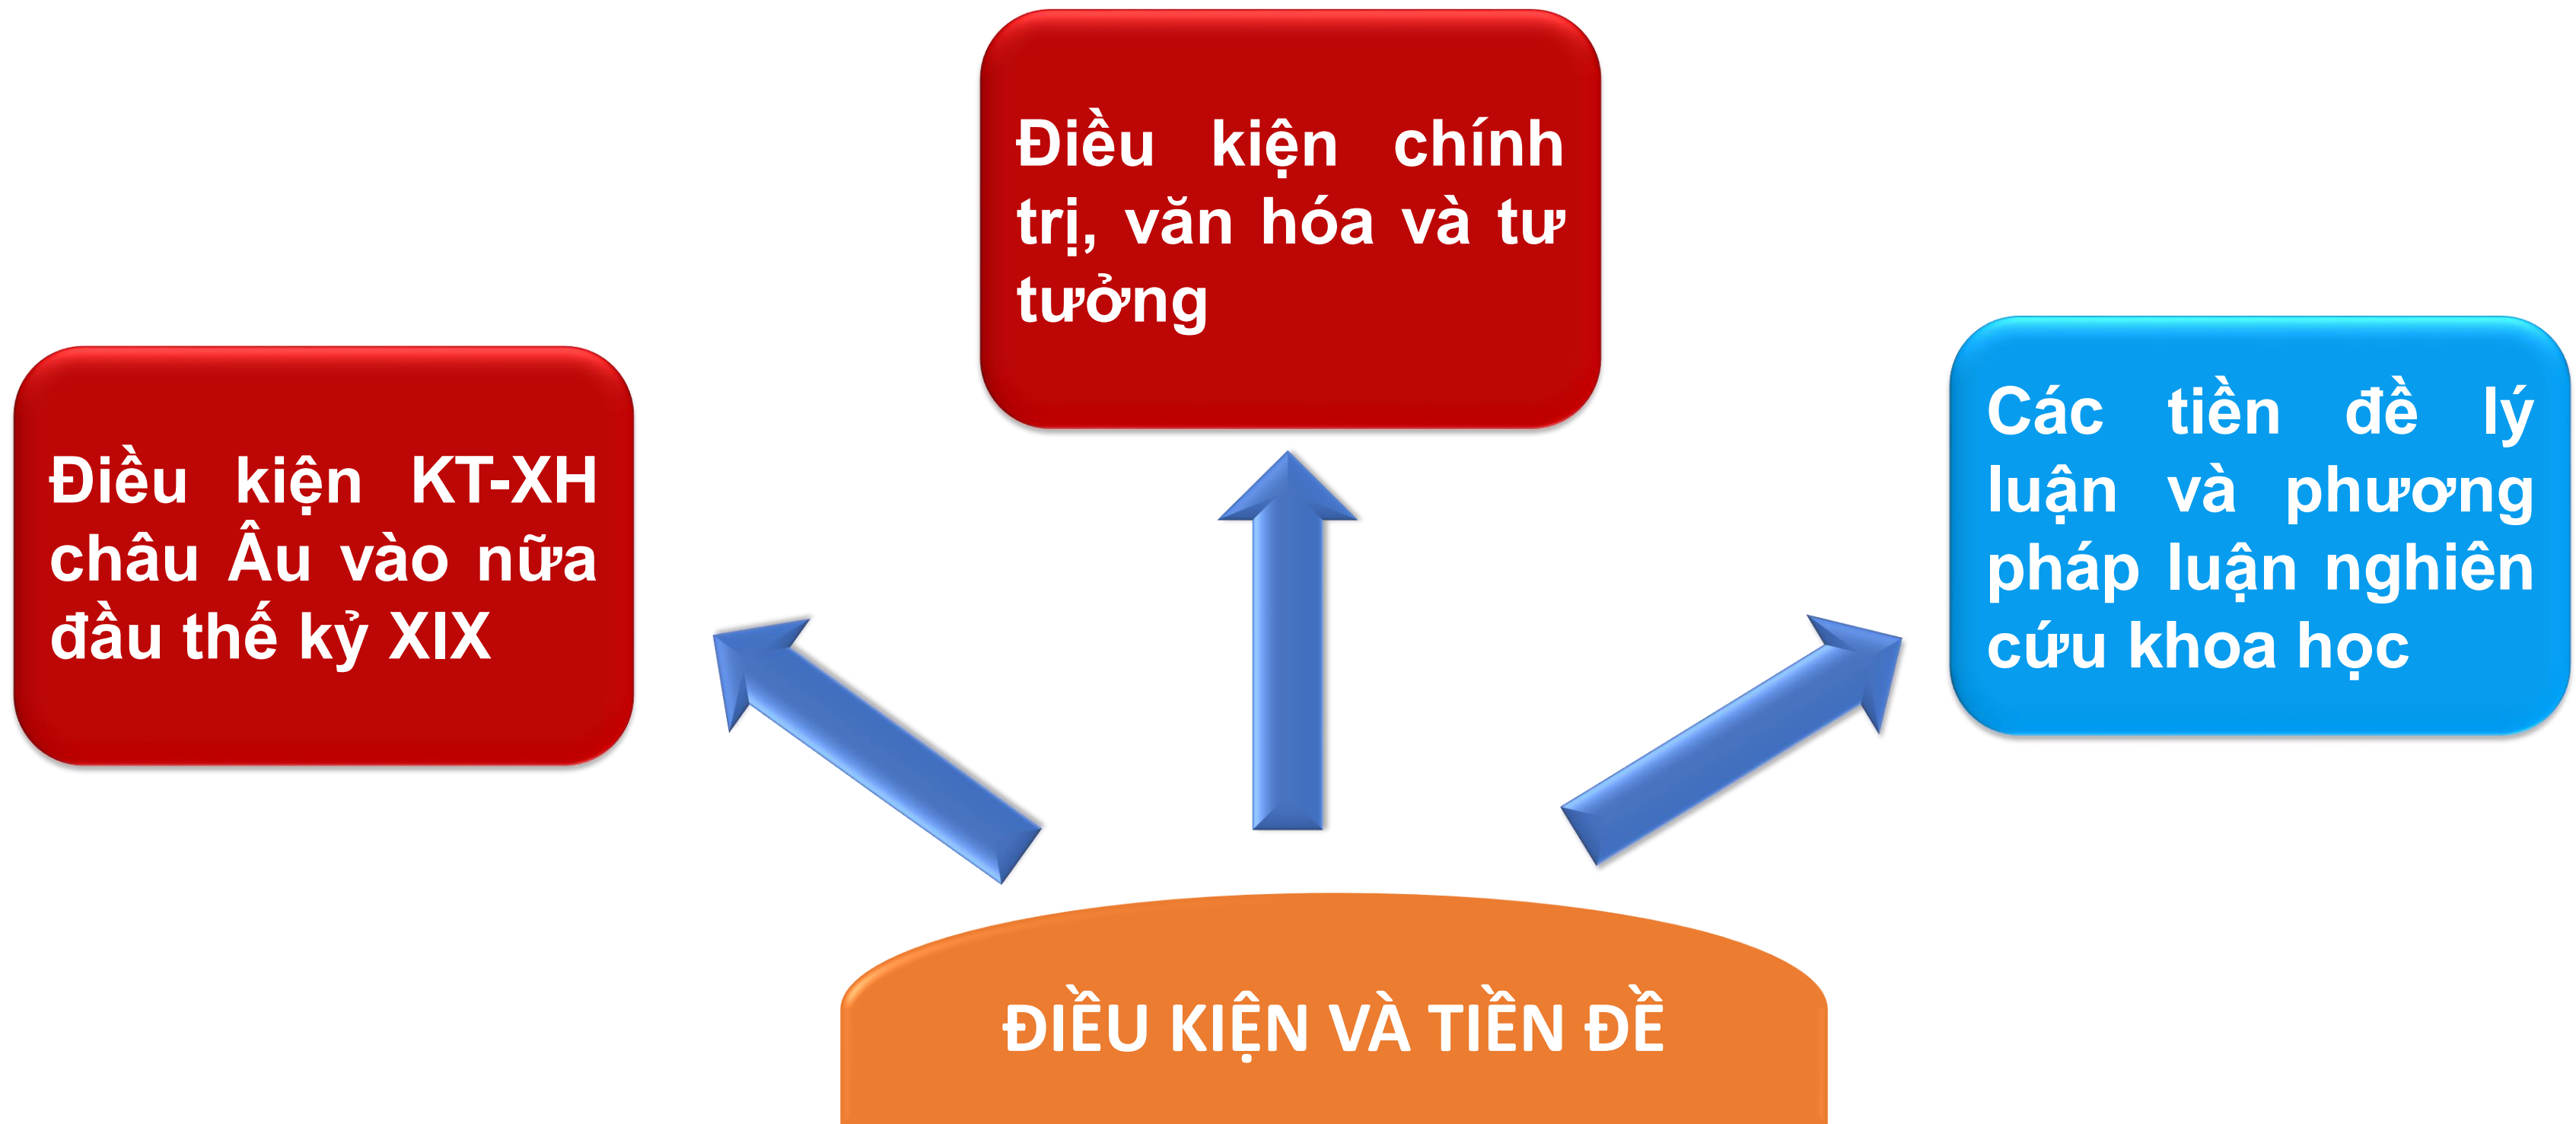 Điều kiện chính
trị, văn hóa và tư
tưởng
Điều kiện KT-XH
châu Âu vào nữa
đầu thế kỷ XIX
Các tiền đề lý
luận và phương
pháp luận nghiên
cứu khoa học
ĐIỀU KIỆN VÀ TIỀN ĐỀ